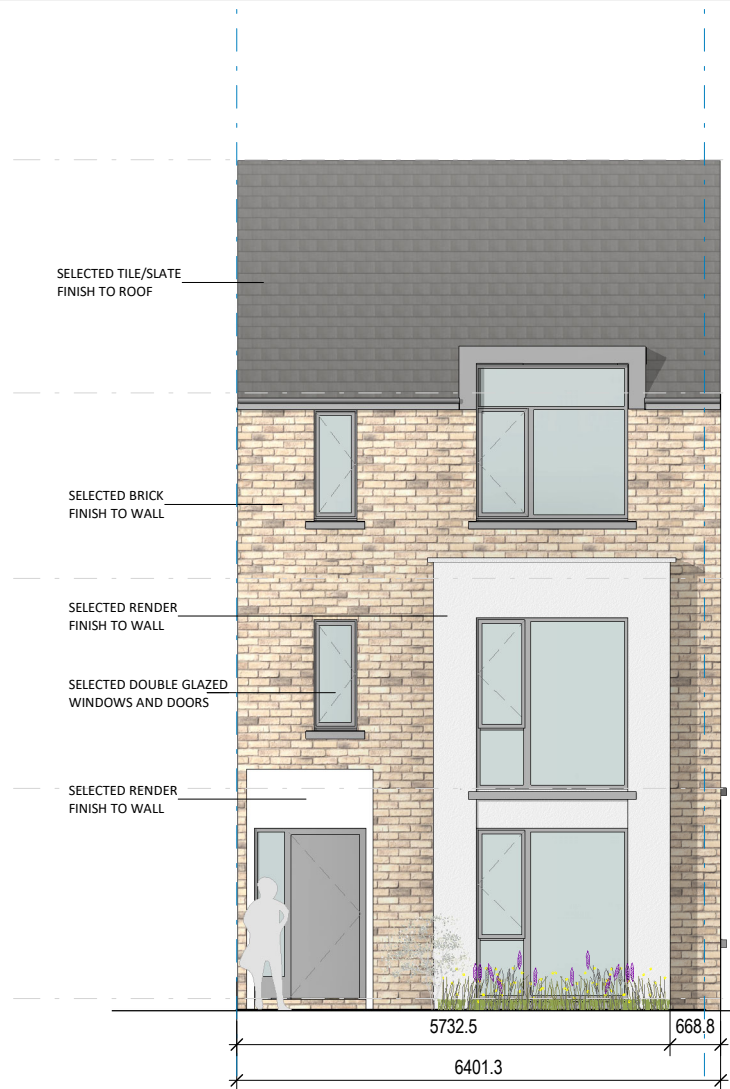 SELECTED TILE/SLATE
FINISH TO ROOF
SELECTED BRICK
FINISH TO WALL
SELECTED RENDER
FINISH TO WALL
SELECTED DOUBLE GLAZED
WINDOWS AND DOORS
SELECTED RENDER
FINISH TO WALL
5732.5
668.8
6401.3